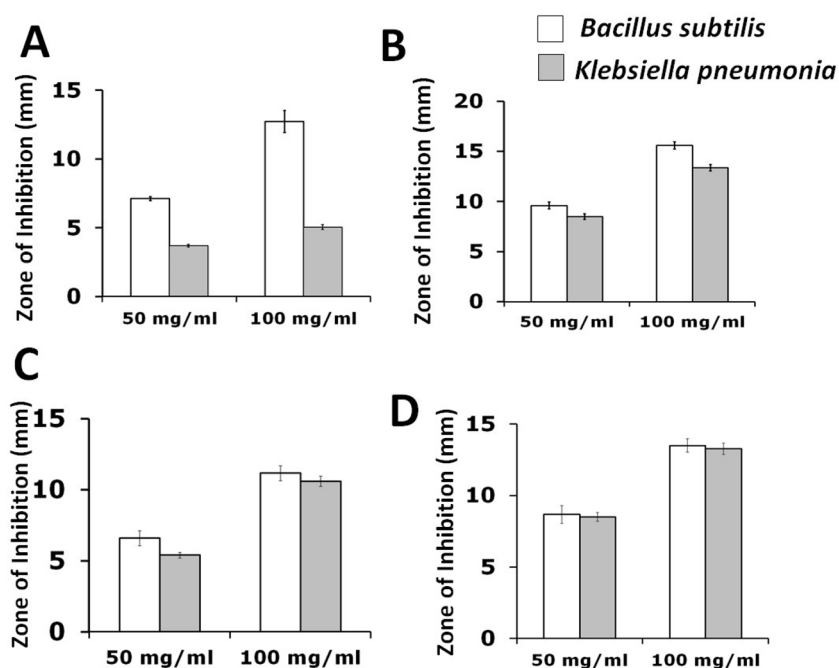 A
B
Bacillus subtilis
Klebsiella pneumonia
Zone of Inhibition (mm)
15
10
5
0
50 mg/ml 100 mg/ml
Zone of Inhibition (mm)
20
15
10
5
0
50 mg/ml 100 mg/ml
C
Zone of Inhibition (mm)
15
10
5
0
50 mg/ml 100 mg/ml
D
Zone of Inhibition (mm)
15
10
5
0
50 mg/ml 100 mg/ml